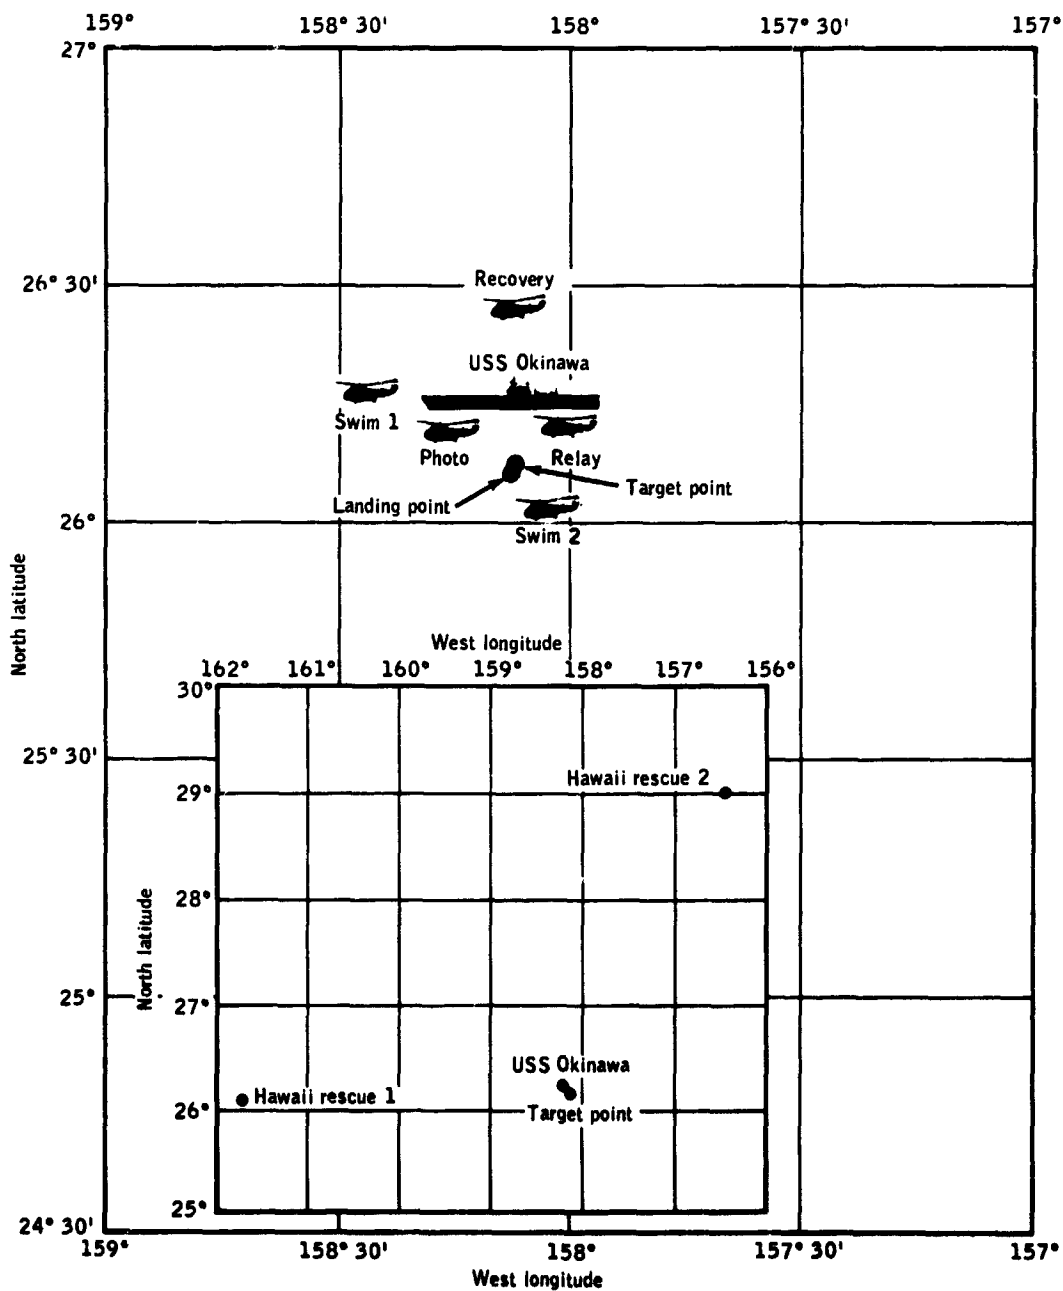 159° 158° 30' 158° 157° 30' 157°
27°
26° 30'
Recovery
USS Okinawa
Swim 1
Photo
Relay
Target point
Landing point
26°
Swim 2
North latitude
West longitude
162° 161° 160° 159° 158° 157° 156°
30°
25° 30'
Hawaii rescue 2
29°
28°
North latitude
25°
27°
USS Okinawa
Hawaii rescue 1
26°
Target point
25°
24° 30'
159° 158° 30' 158° 157° 30' 157°
West longitude